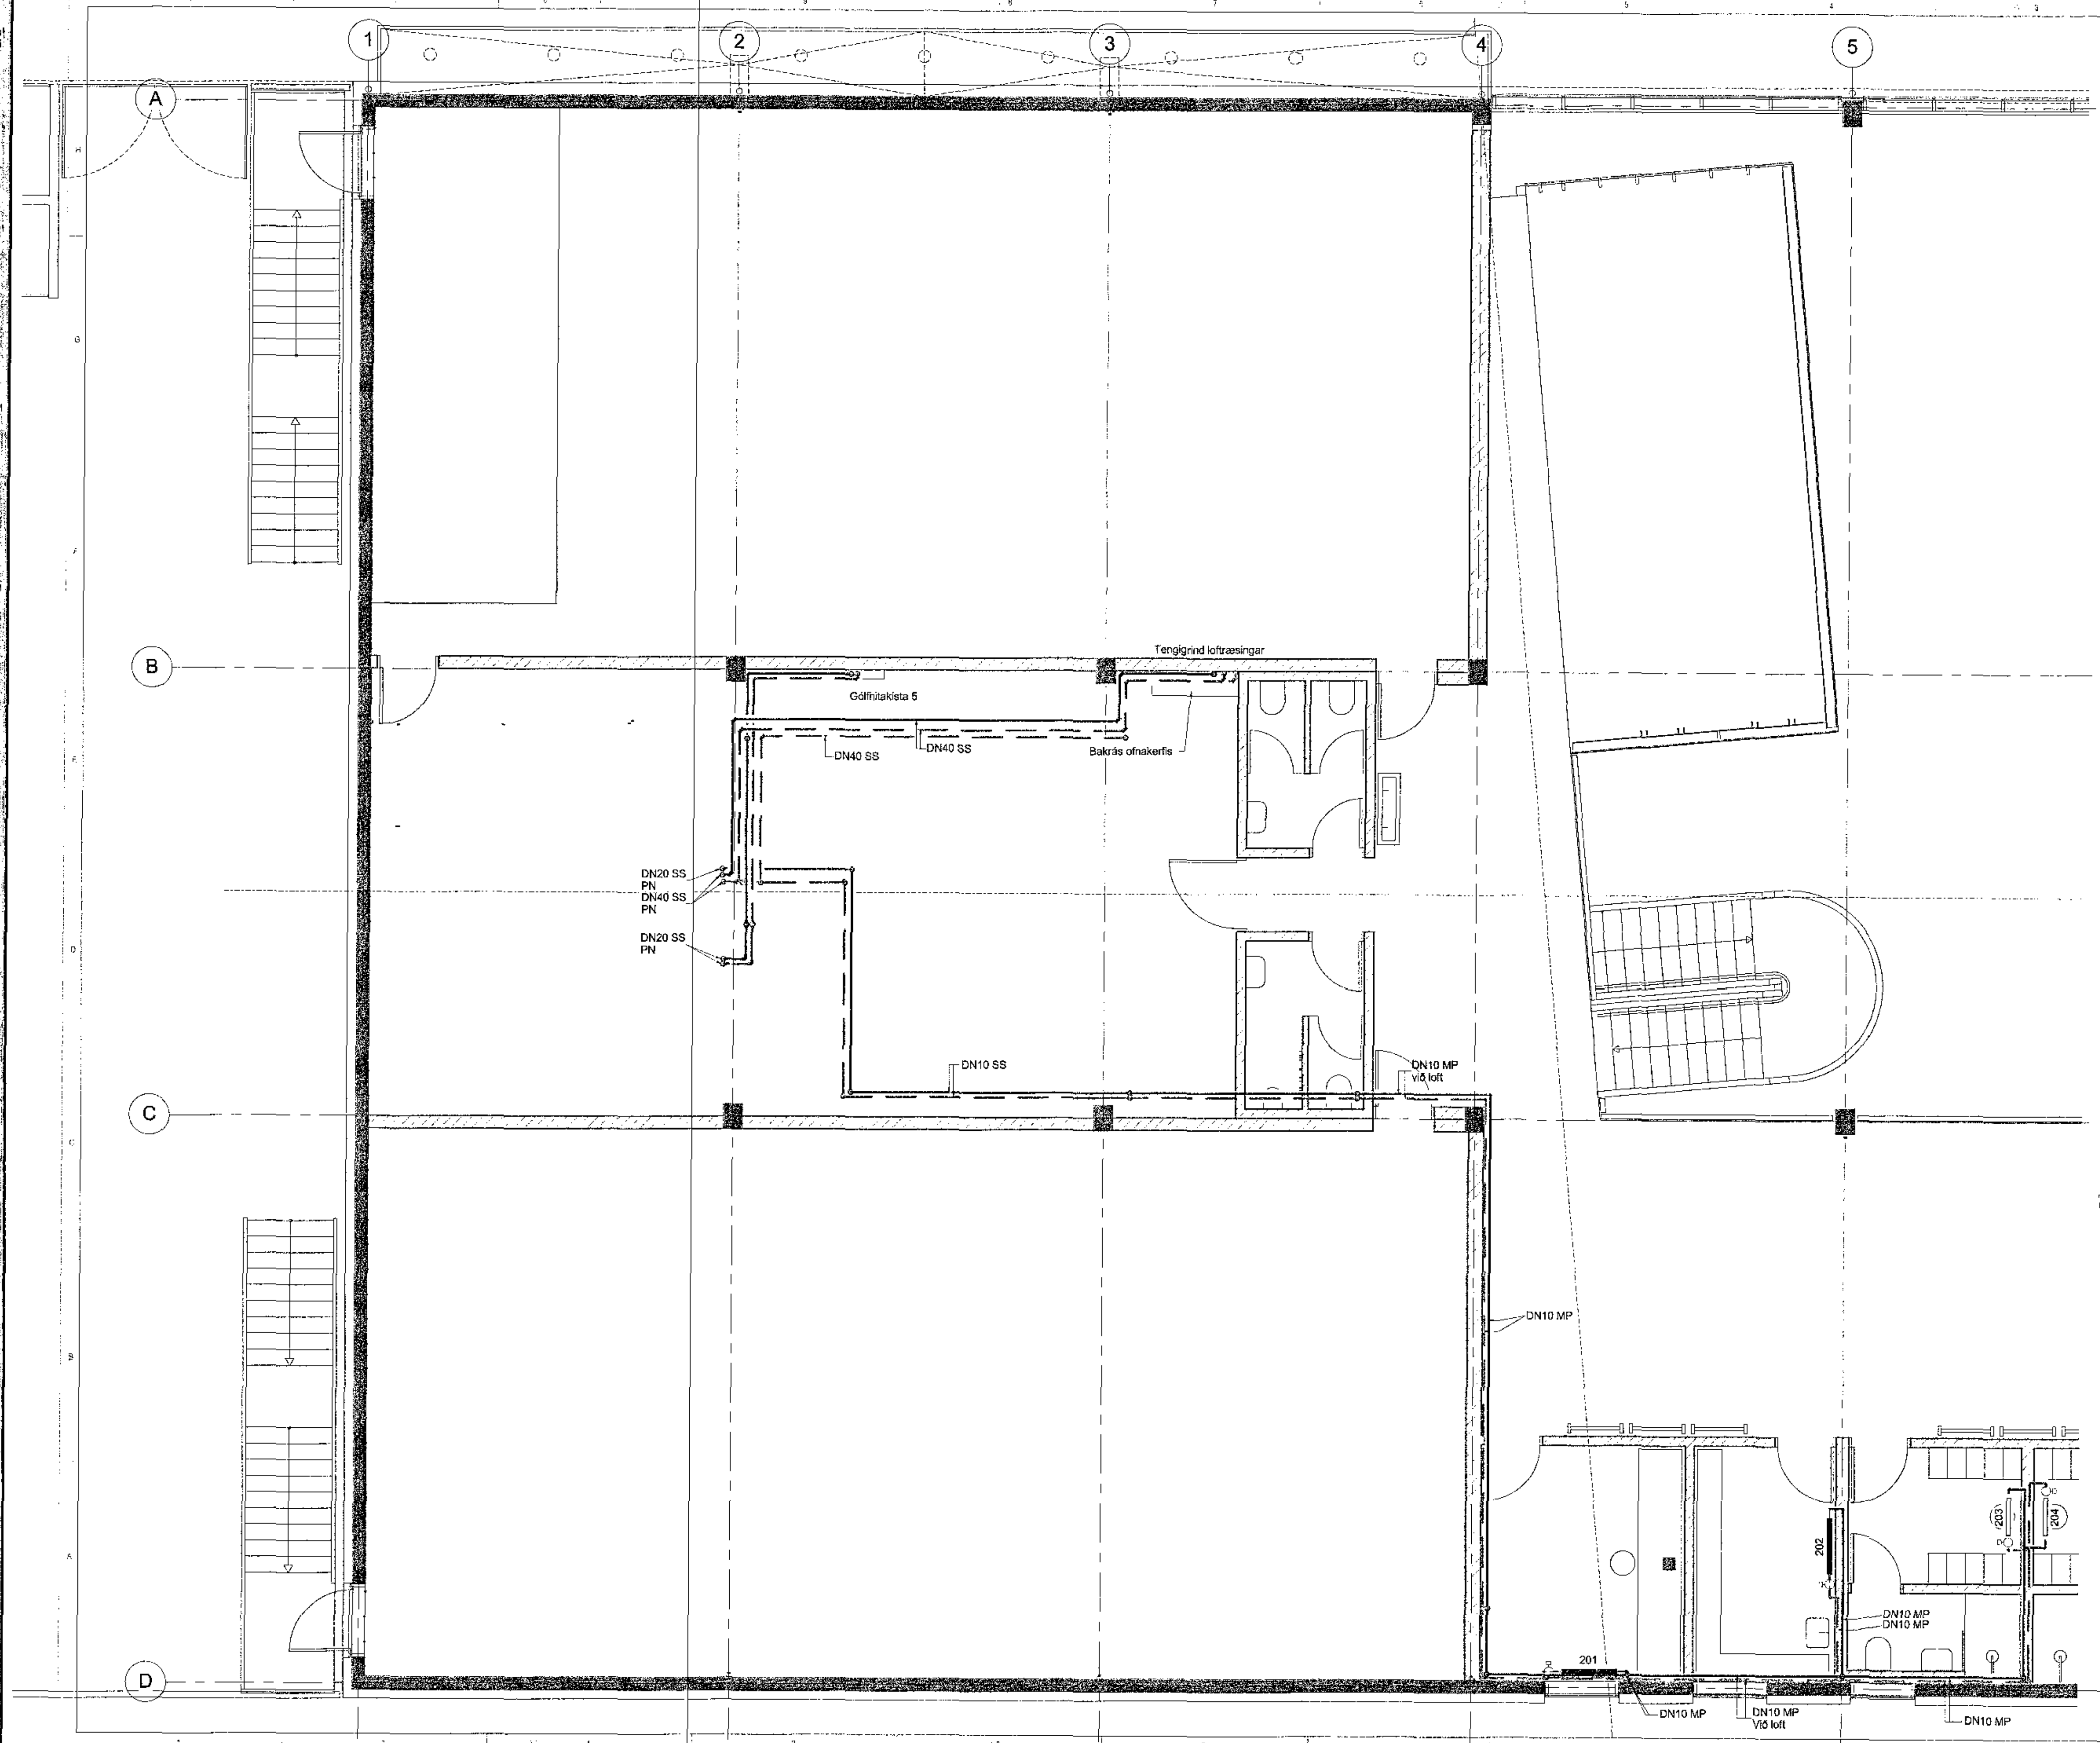 1
2
3
4
5
A
Tengigrind loftræsingar
B
Gólfhitakista 5
DN40 SS
DN40 SS
Bakrás ofnakerfis
DN20 SS
PN
DN40 SS
PN
DN20 SS
PN
DN10 SS
DN10 MP
við loft
C
DN10 MP
203
204
202
DN10 MP
DN10 MP
201
D
DN10 MP
DN10 MP
Við loft
DN10 MP